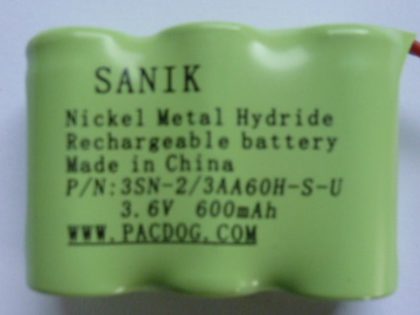 SANIK
Nickel Metal Hydride
Rechargeable battery
Made in China
P/N:3SN-2/3AA60H-S-U
3.6V 600mAh
WWW.PACDOG.COM